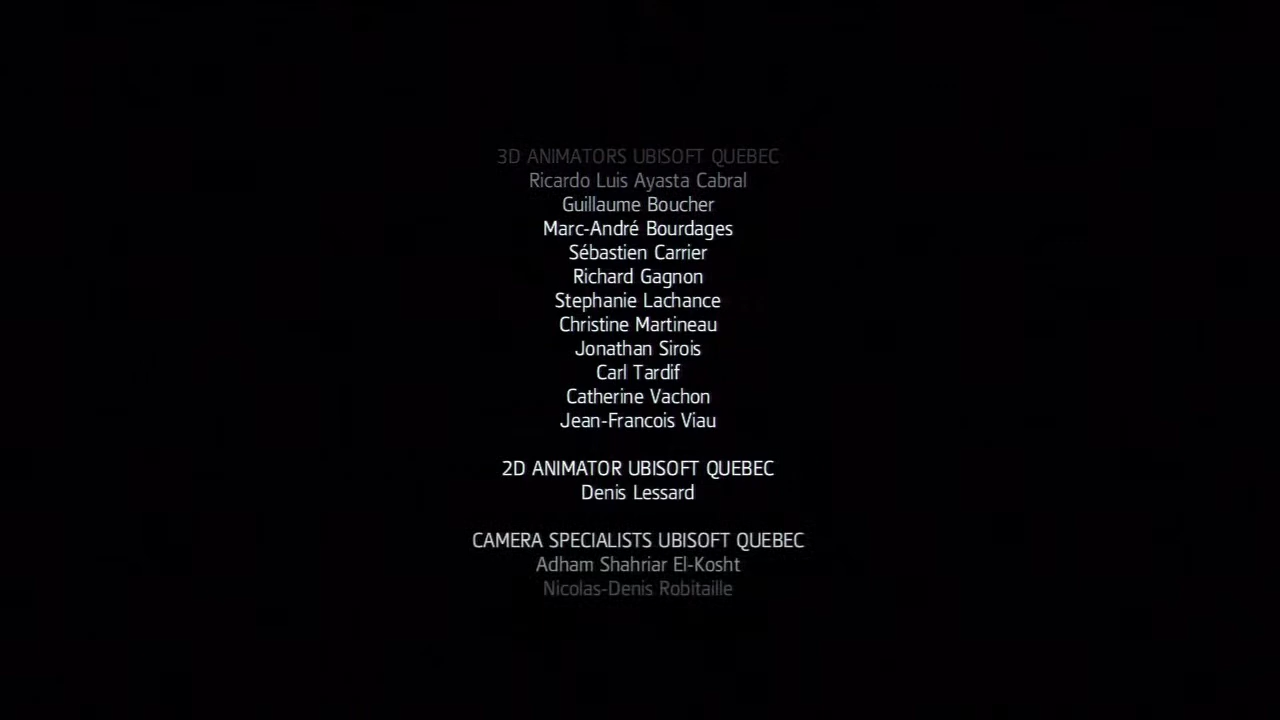 3D ANIMATORS UBISOFT QUEBEC
Ricardo Luis Ayasta Cabral
Guillaume Boucher
Marc-André Bourdages
Sébastien Carrier
Richard Gagnon
Stephanie Lachance
Christine Martineau
Jonathan Sirois
Carl Tardif
Catherine Vachon
Jean-Francois Viau
2D ANIMATOR UBISOFT QUEBEC
Denis Lessard
CAMERA SPECIALISTS UBISOFT QUEBEC
Adham Shahriar El-Kosht
Nicolas-Denis Robitaille